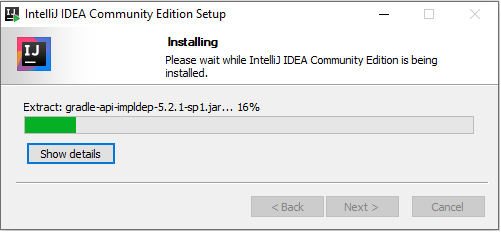 IntelliJ IDEA Community Edition Setup
IJ
Installing
Please wait while IntelliJ IDEA Community Edition is being
installed.
Extract: gradle-api-impldep-5.2.1-sp1.jar... 16%
Show details
< Back
Next >
Cancel